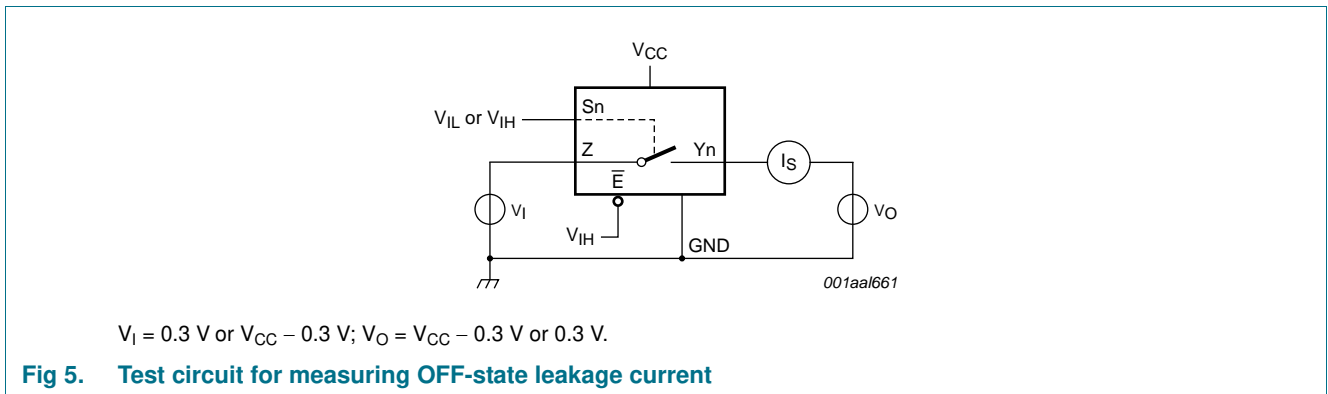 VCC
Sn
VIL or VIH
Z
Yn
IS
E
VI
VO
VIH
GND
001aal661
VI = 0.3 V or VCC − 0.3 V; VO = VCC − 0.3 V or 0.3 V.
Fig 5. Test circuit for measuring OFF-state leakage current